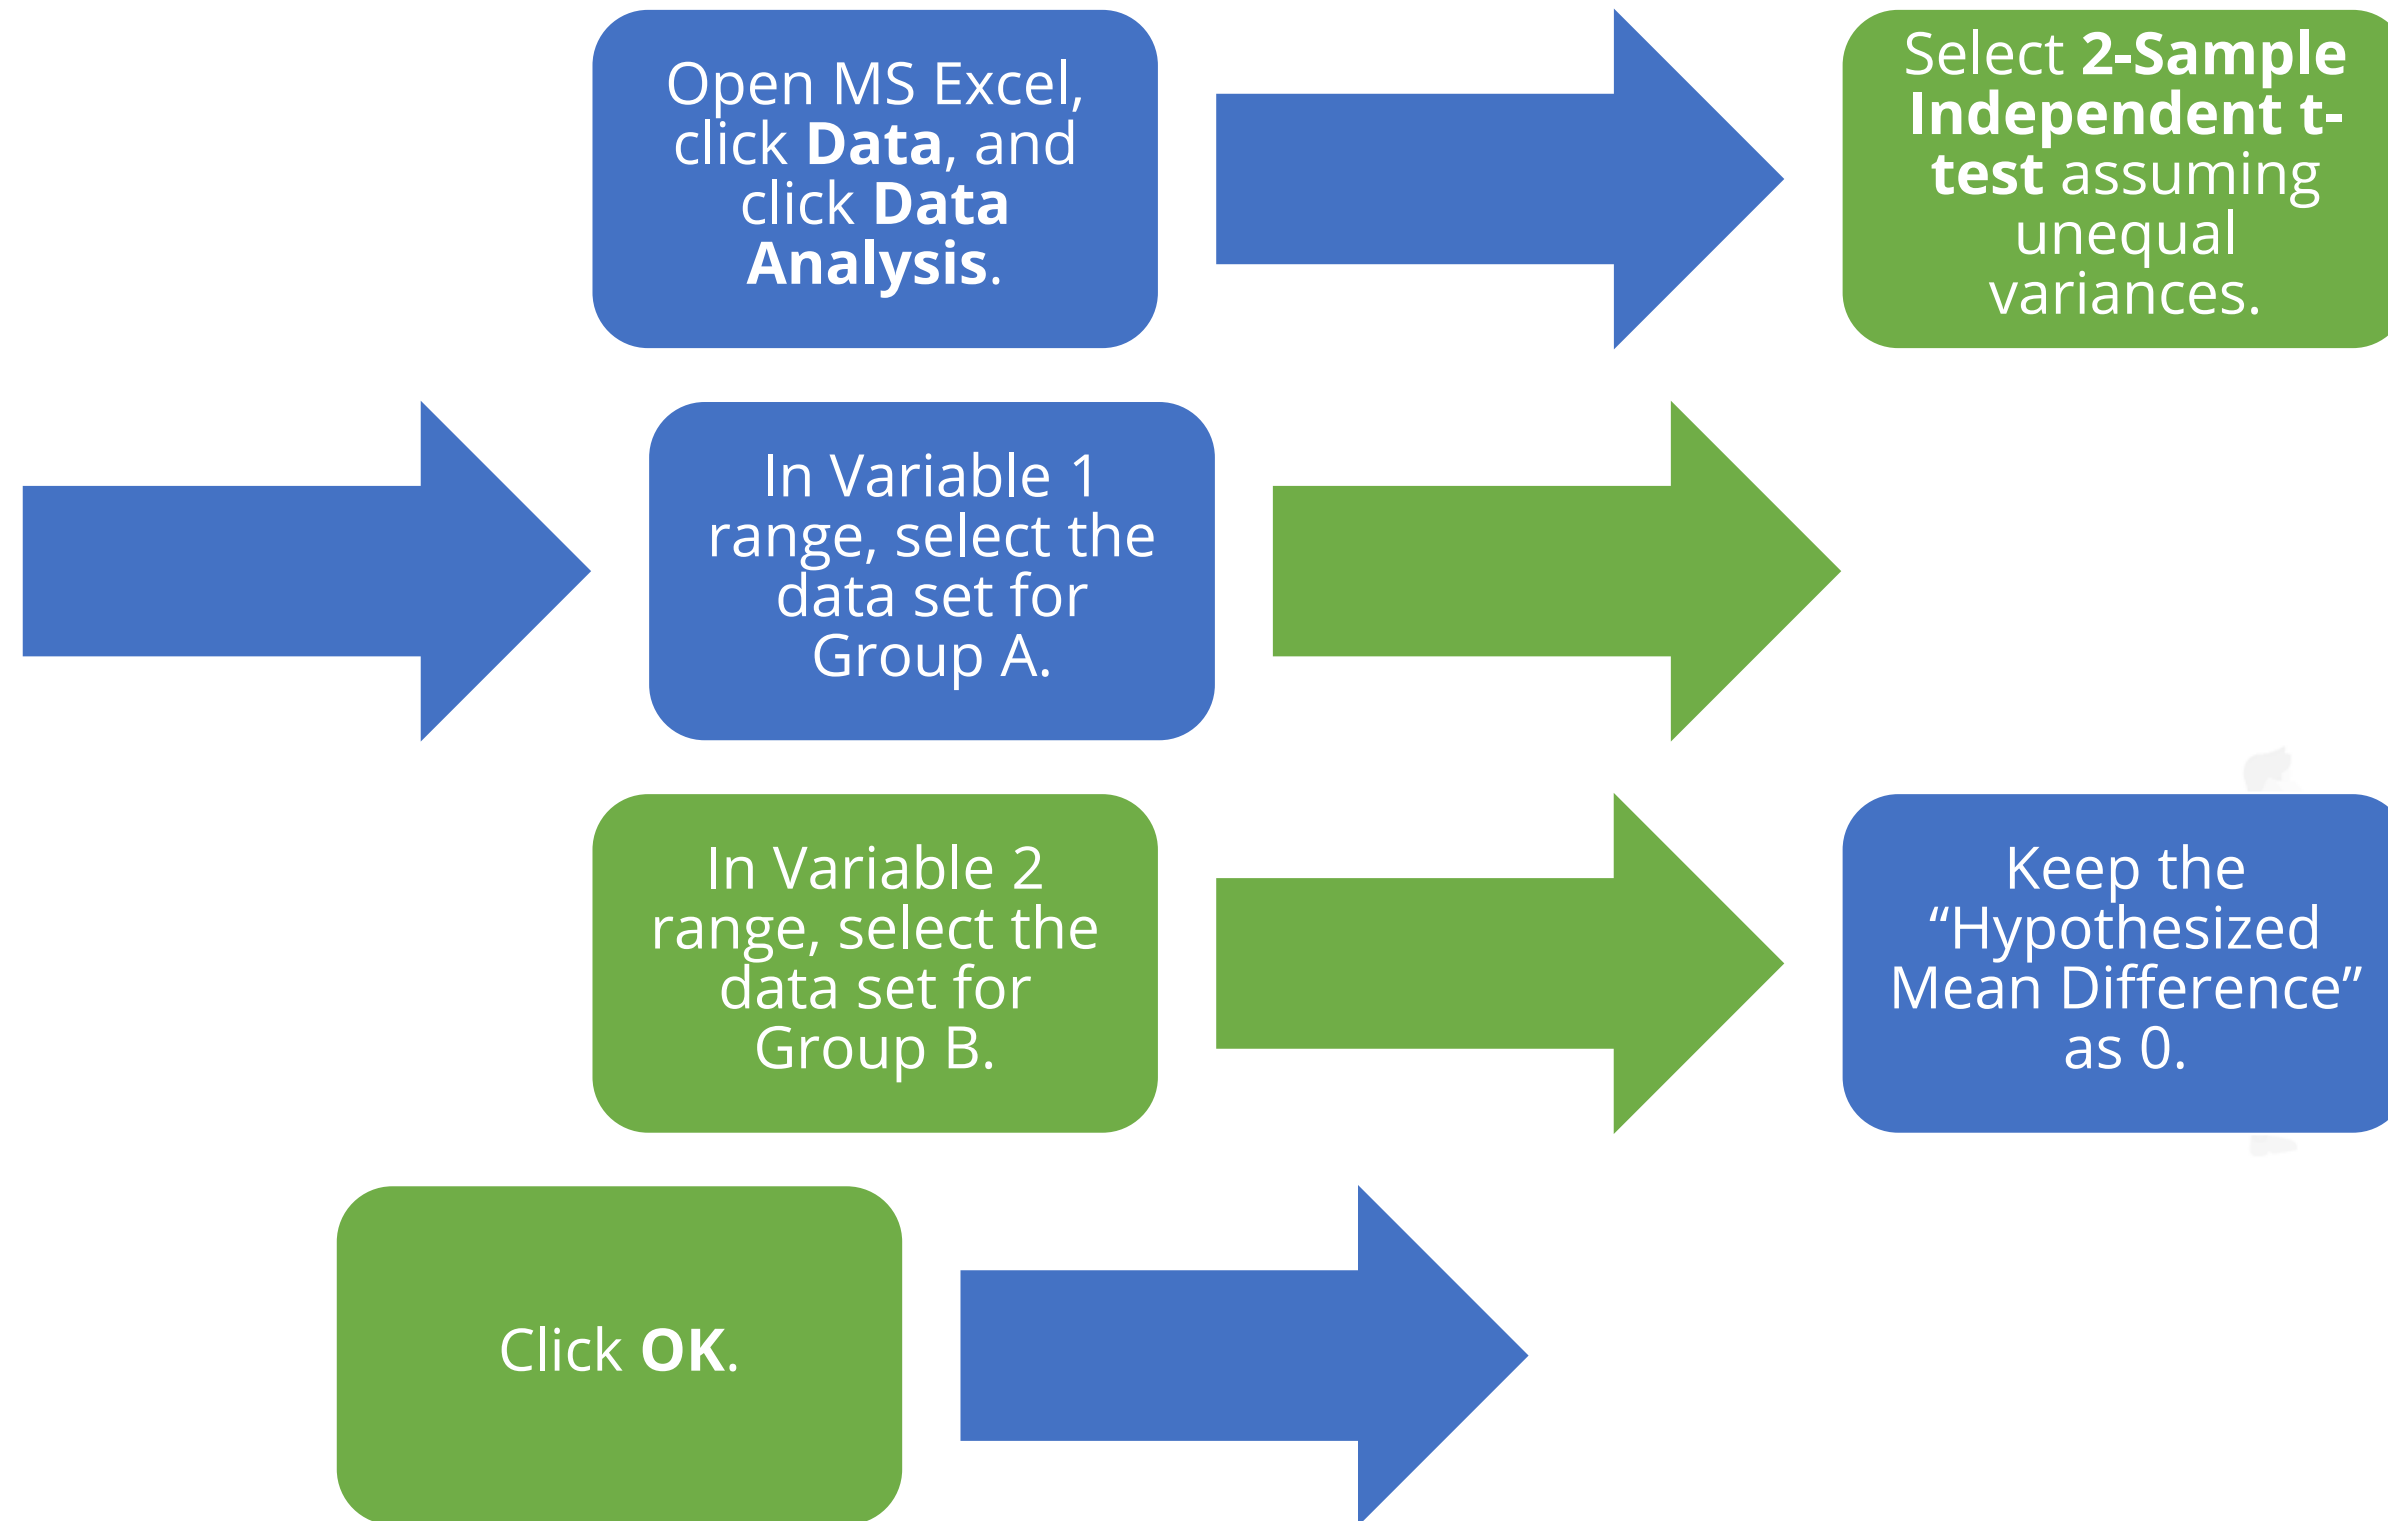 Open MS Excel,
click Data, and
click Data
Analysis.
Select 2-Sample
Independent t-
test assuming
unequal
variances.
In Variable 1
range, select the
data set for
Group A.
In Variable 2
range, select the
data set for
Group B.
Keep the
“Hypothesized
Mean Difference”
as 0.
Click OK.